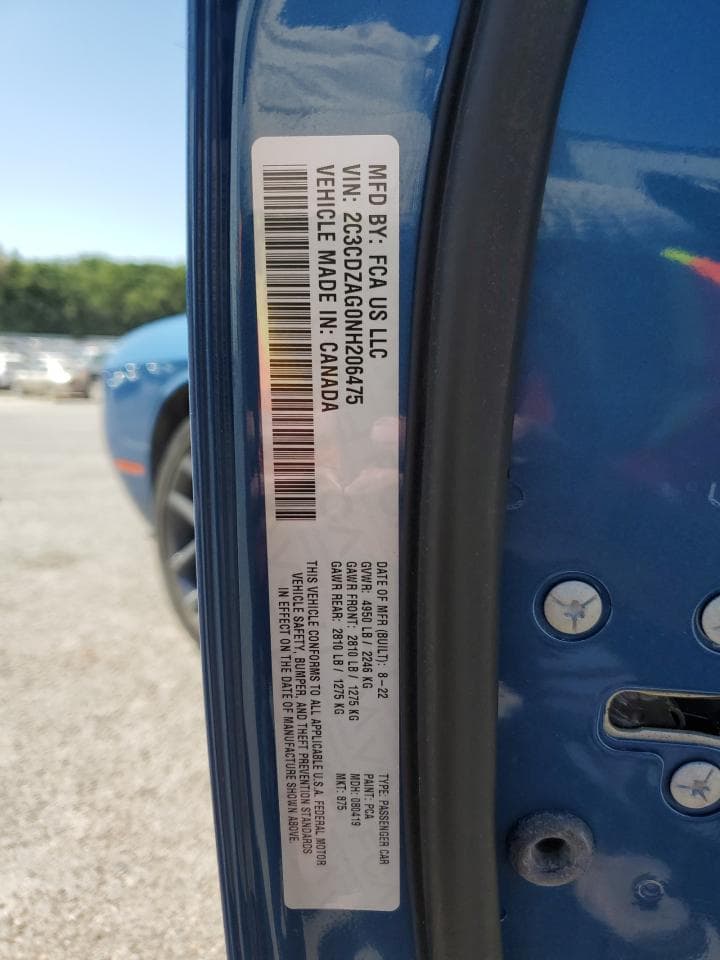 MFD BY: FCA US LLC
VIN: 2C3CDZAG0NH206475
VEHICLE MADE IN: CANADA
DATE OF MFR (BUILT): 8-22
GVWR: 4950 LB / 2246 KG
GAWR FRONT: 2810 LB / 1275 KG
GAWR REAR: 2810 LB / 1275 KG
TYPE: PASSENGER CAR
PAINT: PCA
MDH: 080419
MKT: B75
THIS VEHICLE CONFORMS TO ALL APPLICABLE U.S.A. FEDERAL MOTOR
VEHICLE SAFETY, BUMPER, AND THEFT PREVENTION STANDARDS
IN EFFECT ON THE DATE OF MANUFACTURE SHOWN ABOVE.